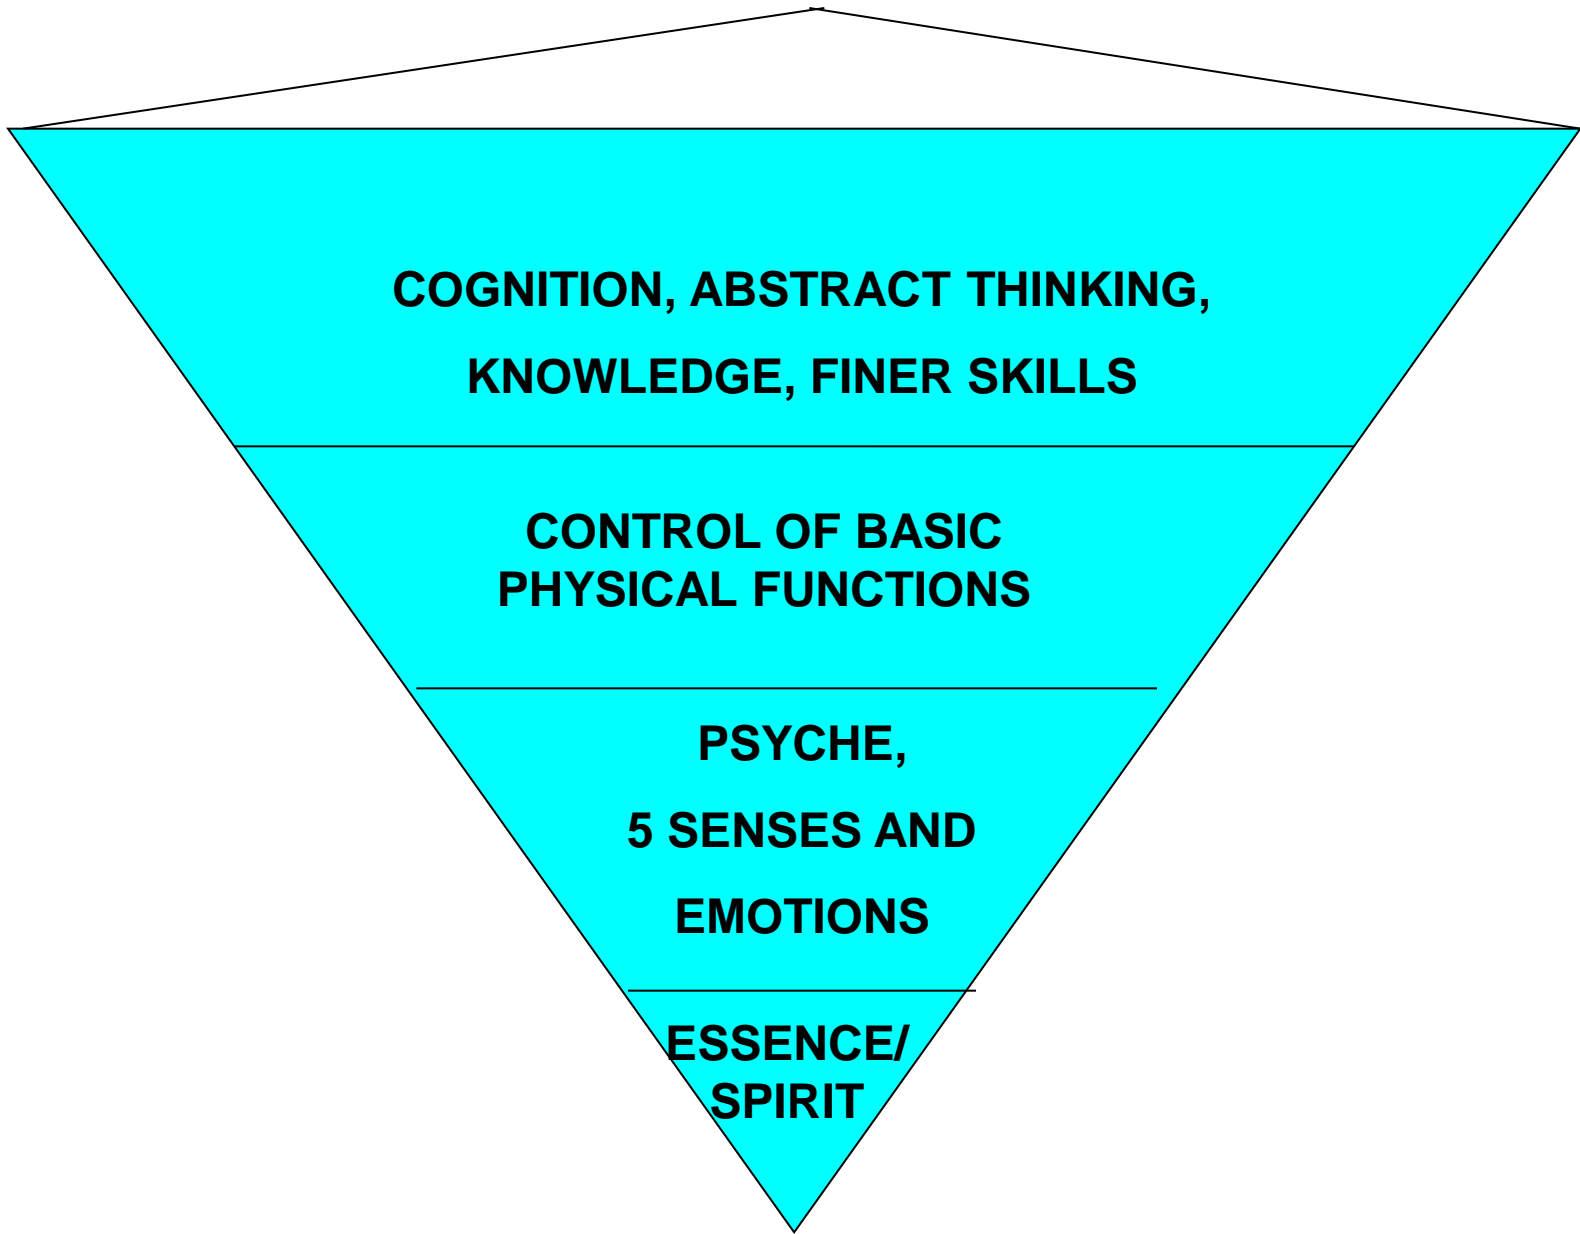 COGNITION, ABSTRACT THINKING,
KNOWLEDGE, FINER SKILLS
CONTROL OF BASIC
PHYSICAL FUNCTIONS
PSYCHE,
5 SENSES AND
EMOTIONS
ESSENCE/
SPIRIT